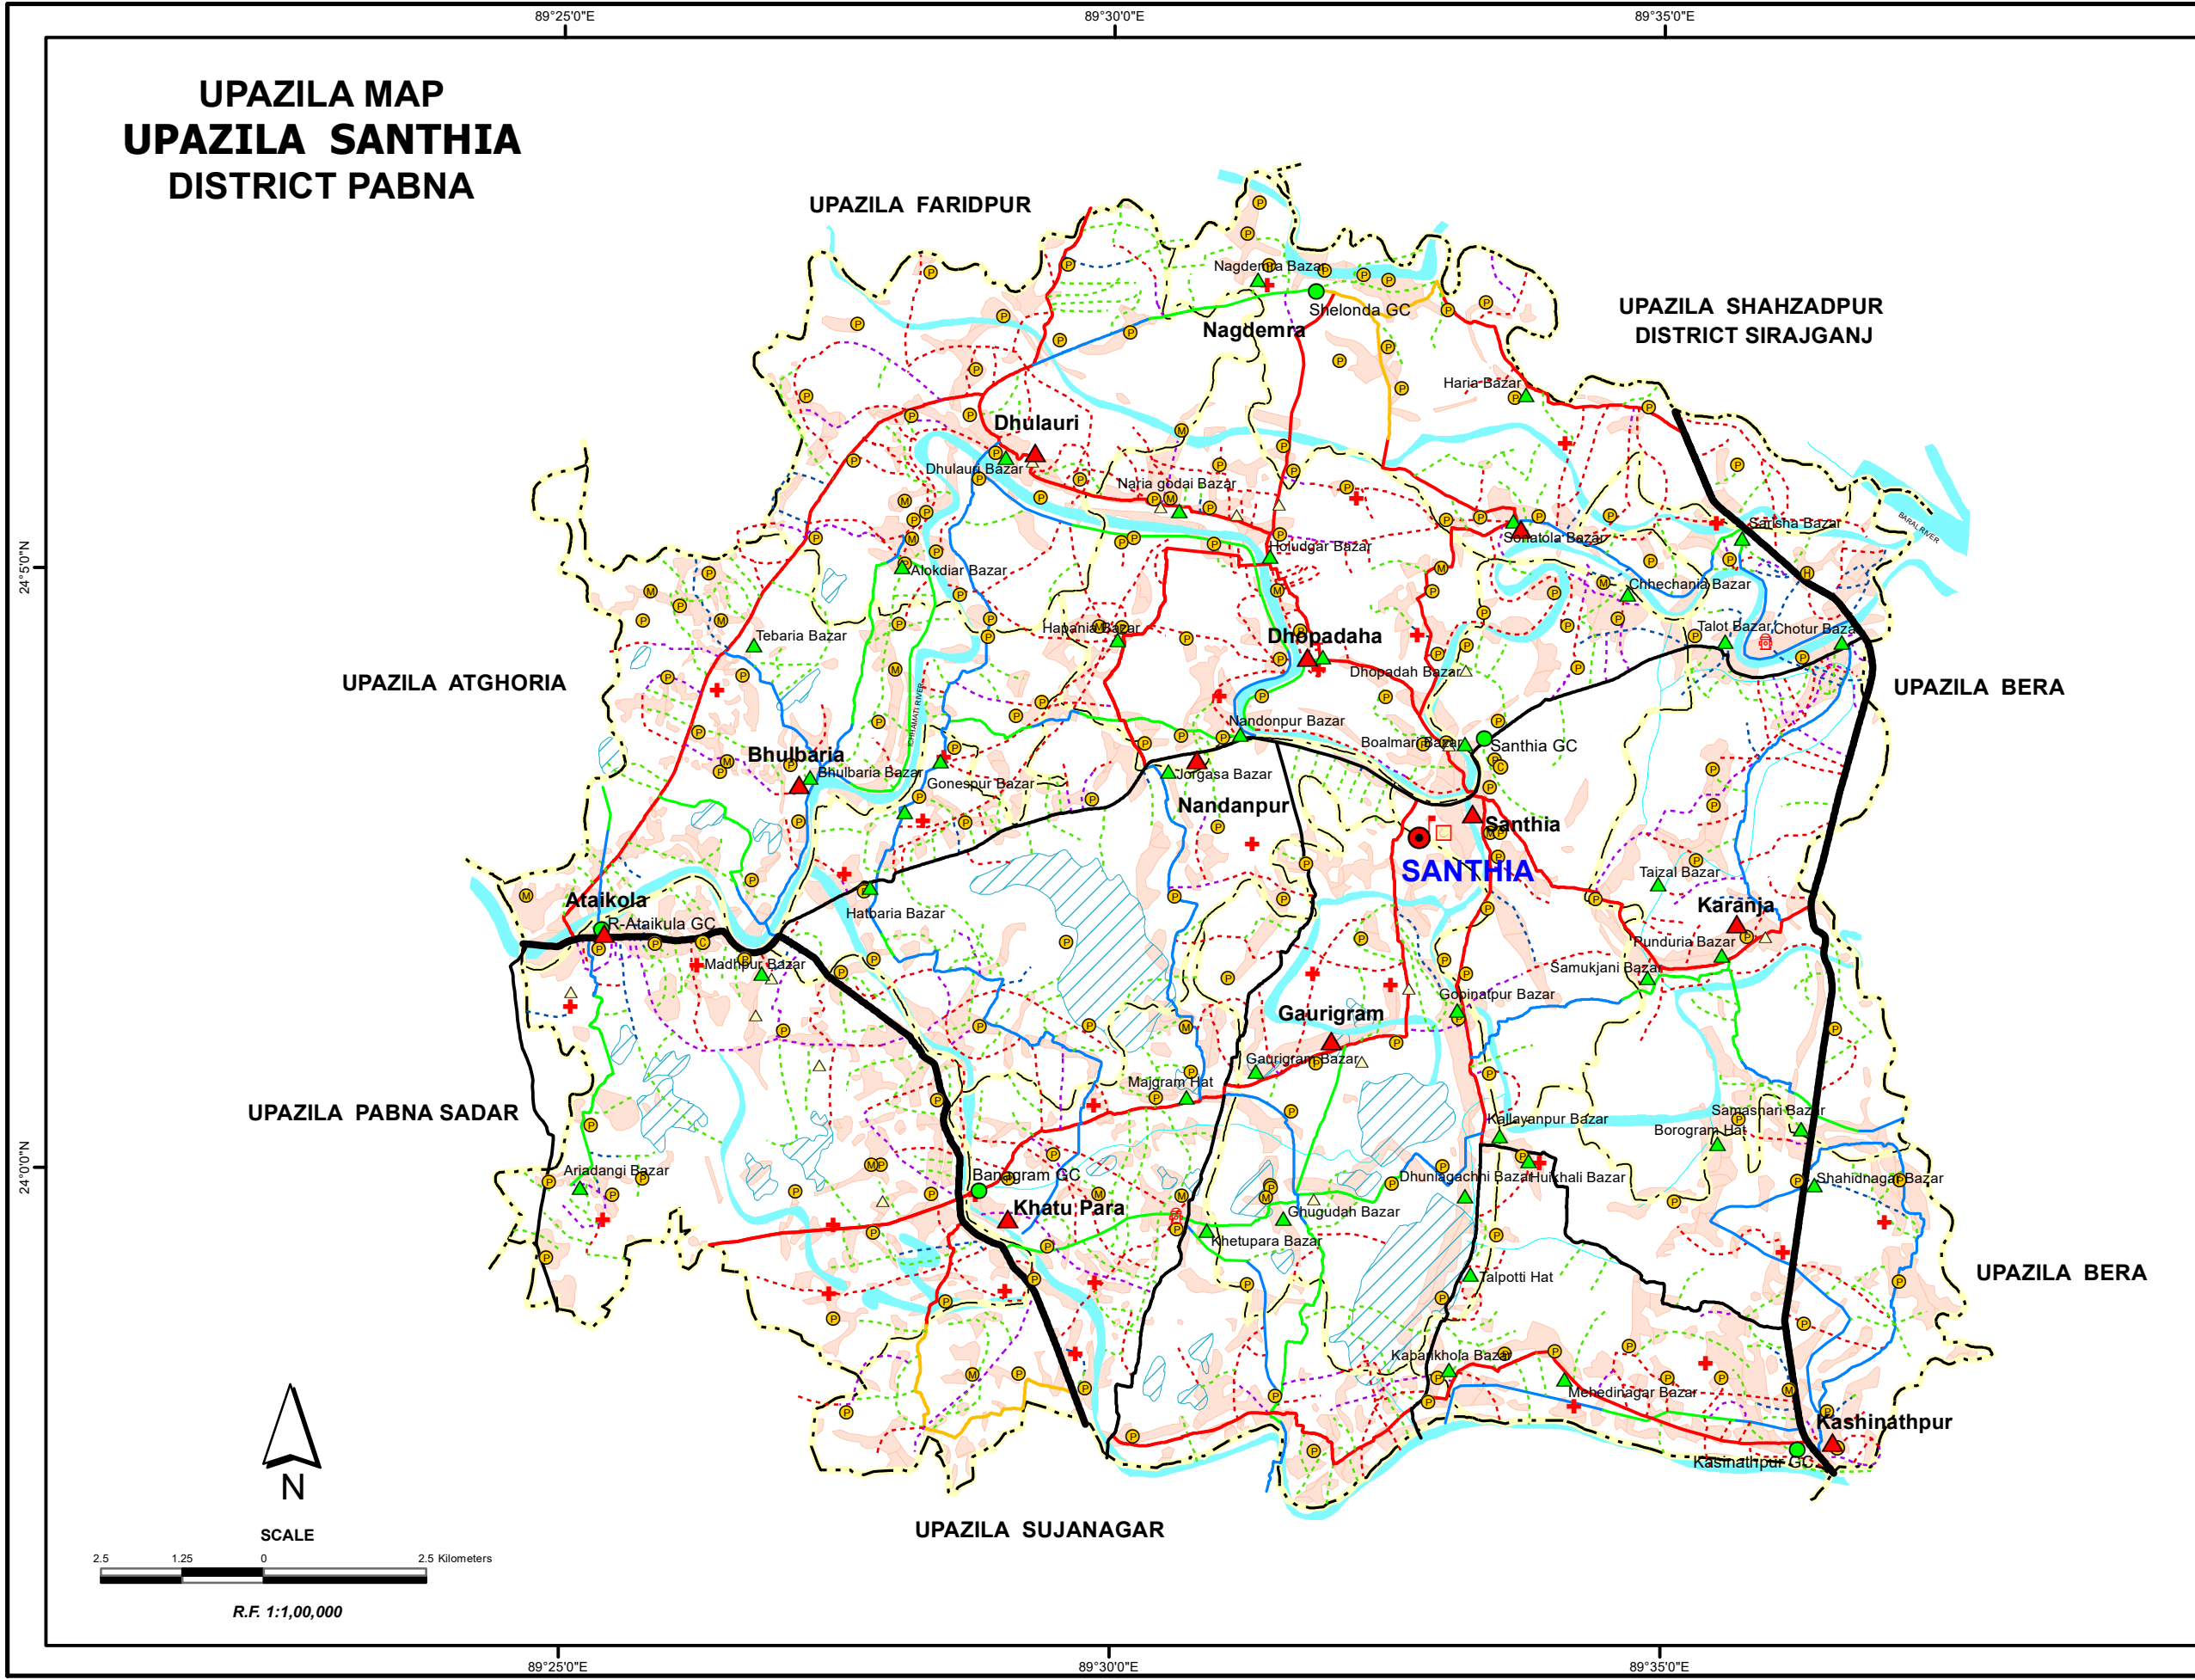 89°25'0"E
89°30'0"E
89°35'0"E
UPAZILA MAP
UPAZILA SANTHIA
DISTRICT PABNA
UPAZILA FARIDPUR
UPAZILA SHAHZADPUR
DISTRICT SIRAJGANJ
Nagdemra Bazar
Shelonda GC
Nagdemra
Haria Bazar
Dhulauri
Dhulauri Bazar
Naria godai Bazar
Sonatola Bazar
Sarisha Bazar
BARAL RIVER
24°5'0"N
Holudgar Bazar
Alokdiar Bazar
Chhechania Bazar
Hapania Bazar
Tebaria Bazar
Dhopadaha
Talot Bazar
Chotur Bazar
Dhopadah Bazar
UPAZILA ATGHORIA
UPAZILA BERA
ICHHAMATI RIVER
Nandonpur Bazar
Boalmari Bazar
Santhia GC
Bhulbaria
Bhulbaria Bazar
Gonespur Bazar
Jorgasa Bazar
Nandanpur
Santhia
SANTHIA
Taizal Bazar
Ataikola
R-Ataikula GC
Hatbaria Bazar
Karanja
Punduria Bazar
Madhpur Bazar
Samukjani Bazar
Gopinatpur Bazar
Gaurigram
Gaurigram Bazar
Majgram Hat
UPAZILA PABNA SADAR
Kallayanpur Bazar
Samashari Bazar
Borogram Hat
24°0'0"N
Ariadangi Bazar
Banagram GC
Dhuniagachhi Bazar
Huikhali Bazar
Shahidnagar Bazar
Khatu Para
Ghugudah Bazar
Khetupara Bazar
Talpotti Hat
UPAZILA BERA
Kabarikhola Bazar
Mehedinagar Bazar
Kashinathpur
Kasinathpur GC
N
UPAZILA SUJANAGAR
SCALE
2.5 1.25 0 2.5 Kilometers
R.F. 1:1,00,000
89°25'0"E
89°30'0"E
89°35'0"E